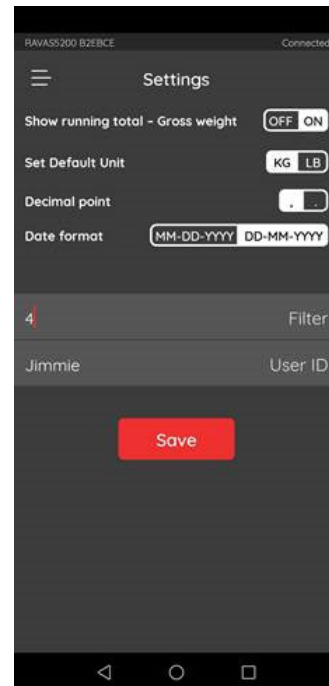 RAVAS5200 B2EBCE Connected
Settings
Show running total - Gross weight OFF ON
Set Default Unit KG LB
Decimal point , .
Date format MM-DD-YYYY DD-MM-YYYY
4 Filter
Jimmie User ID
Save